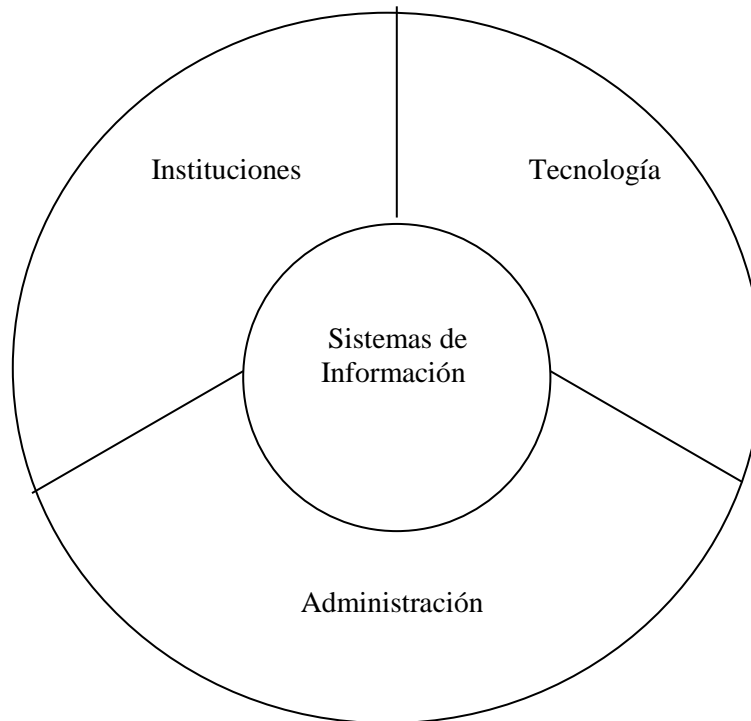 Instituciones
Tecnología
Sistemas de
Información
Administración